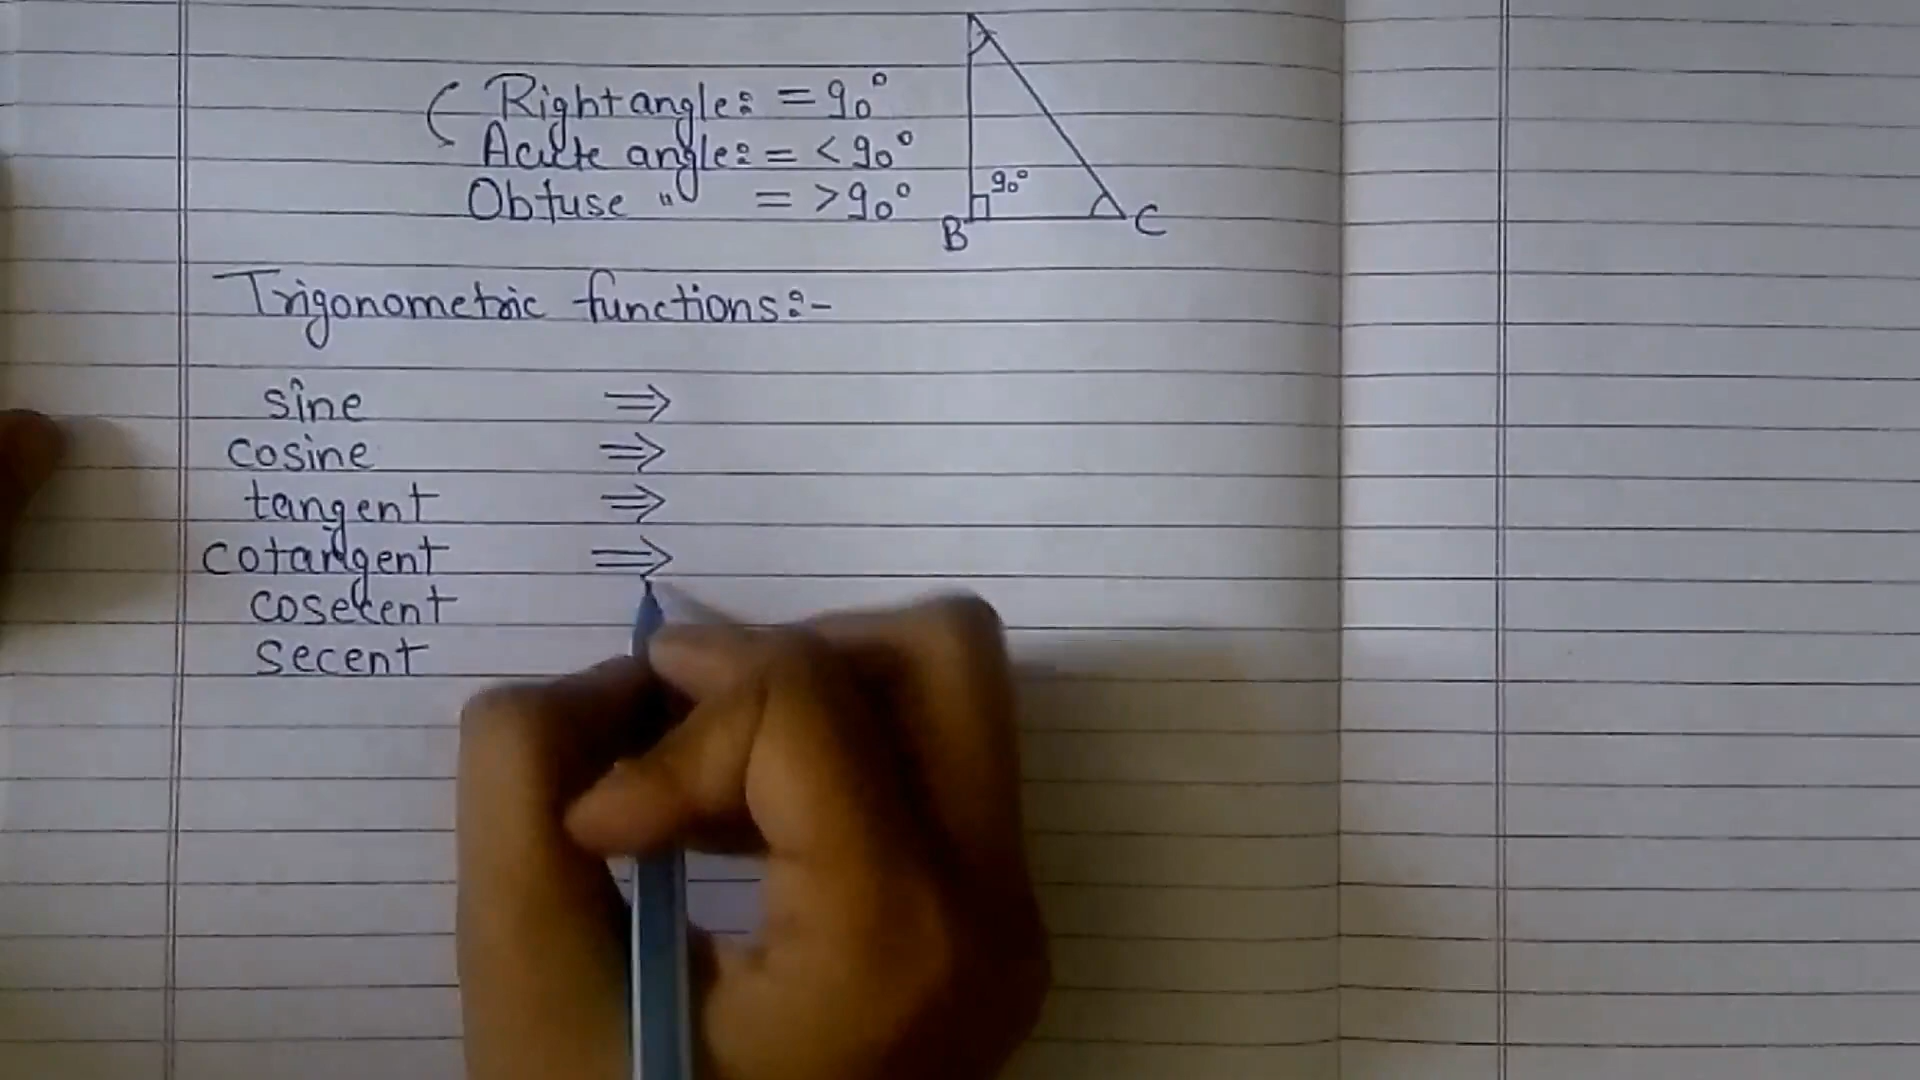 Right angle: = 90°
Acute angle: = < 90°
Obtuse " = > 90°
90°
B C
Trigonometric functions:-
sine ⇒
cosine ⇒
tangent ⇒
cotangent ⇒
cosecent
secent